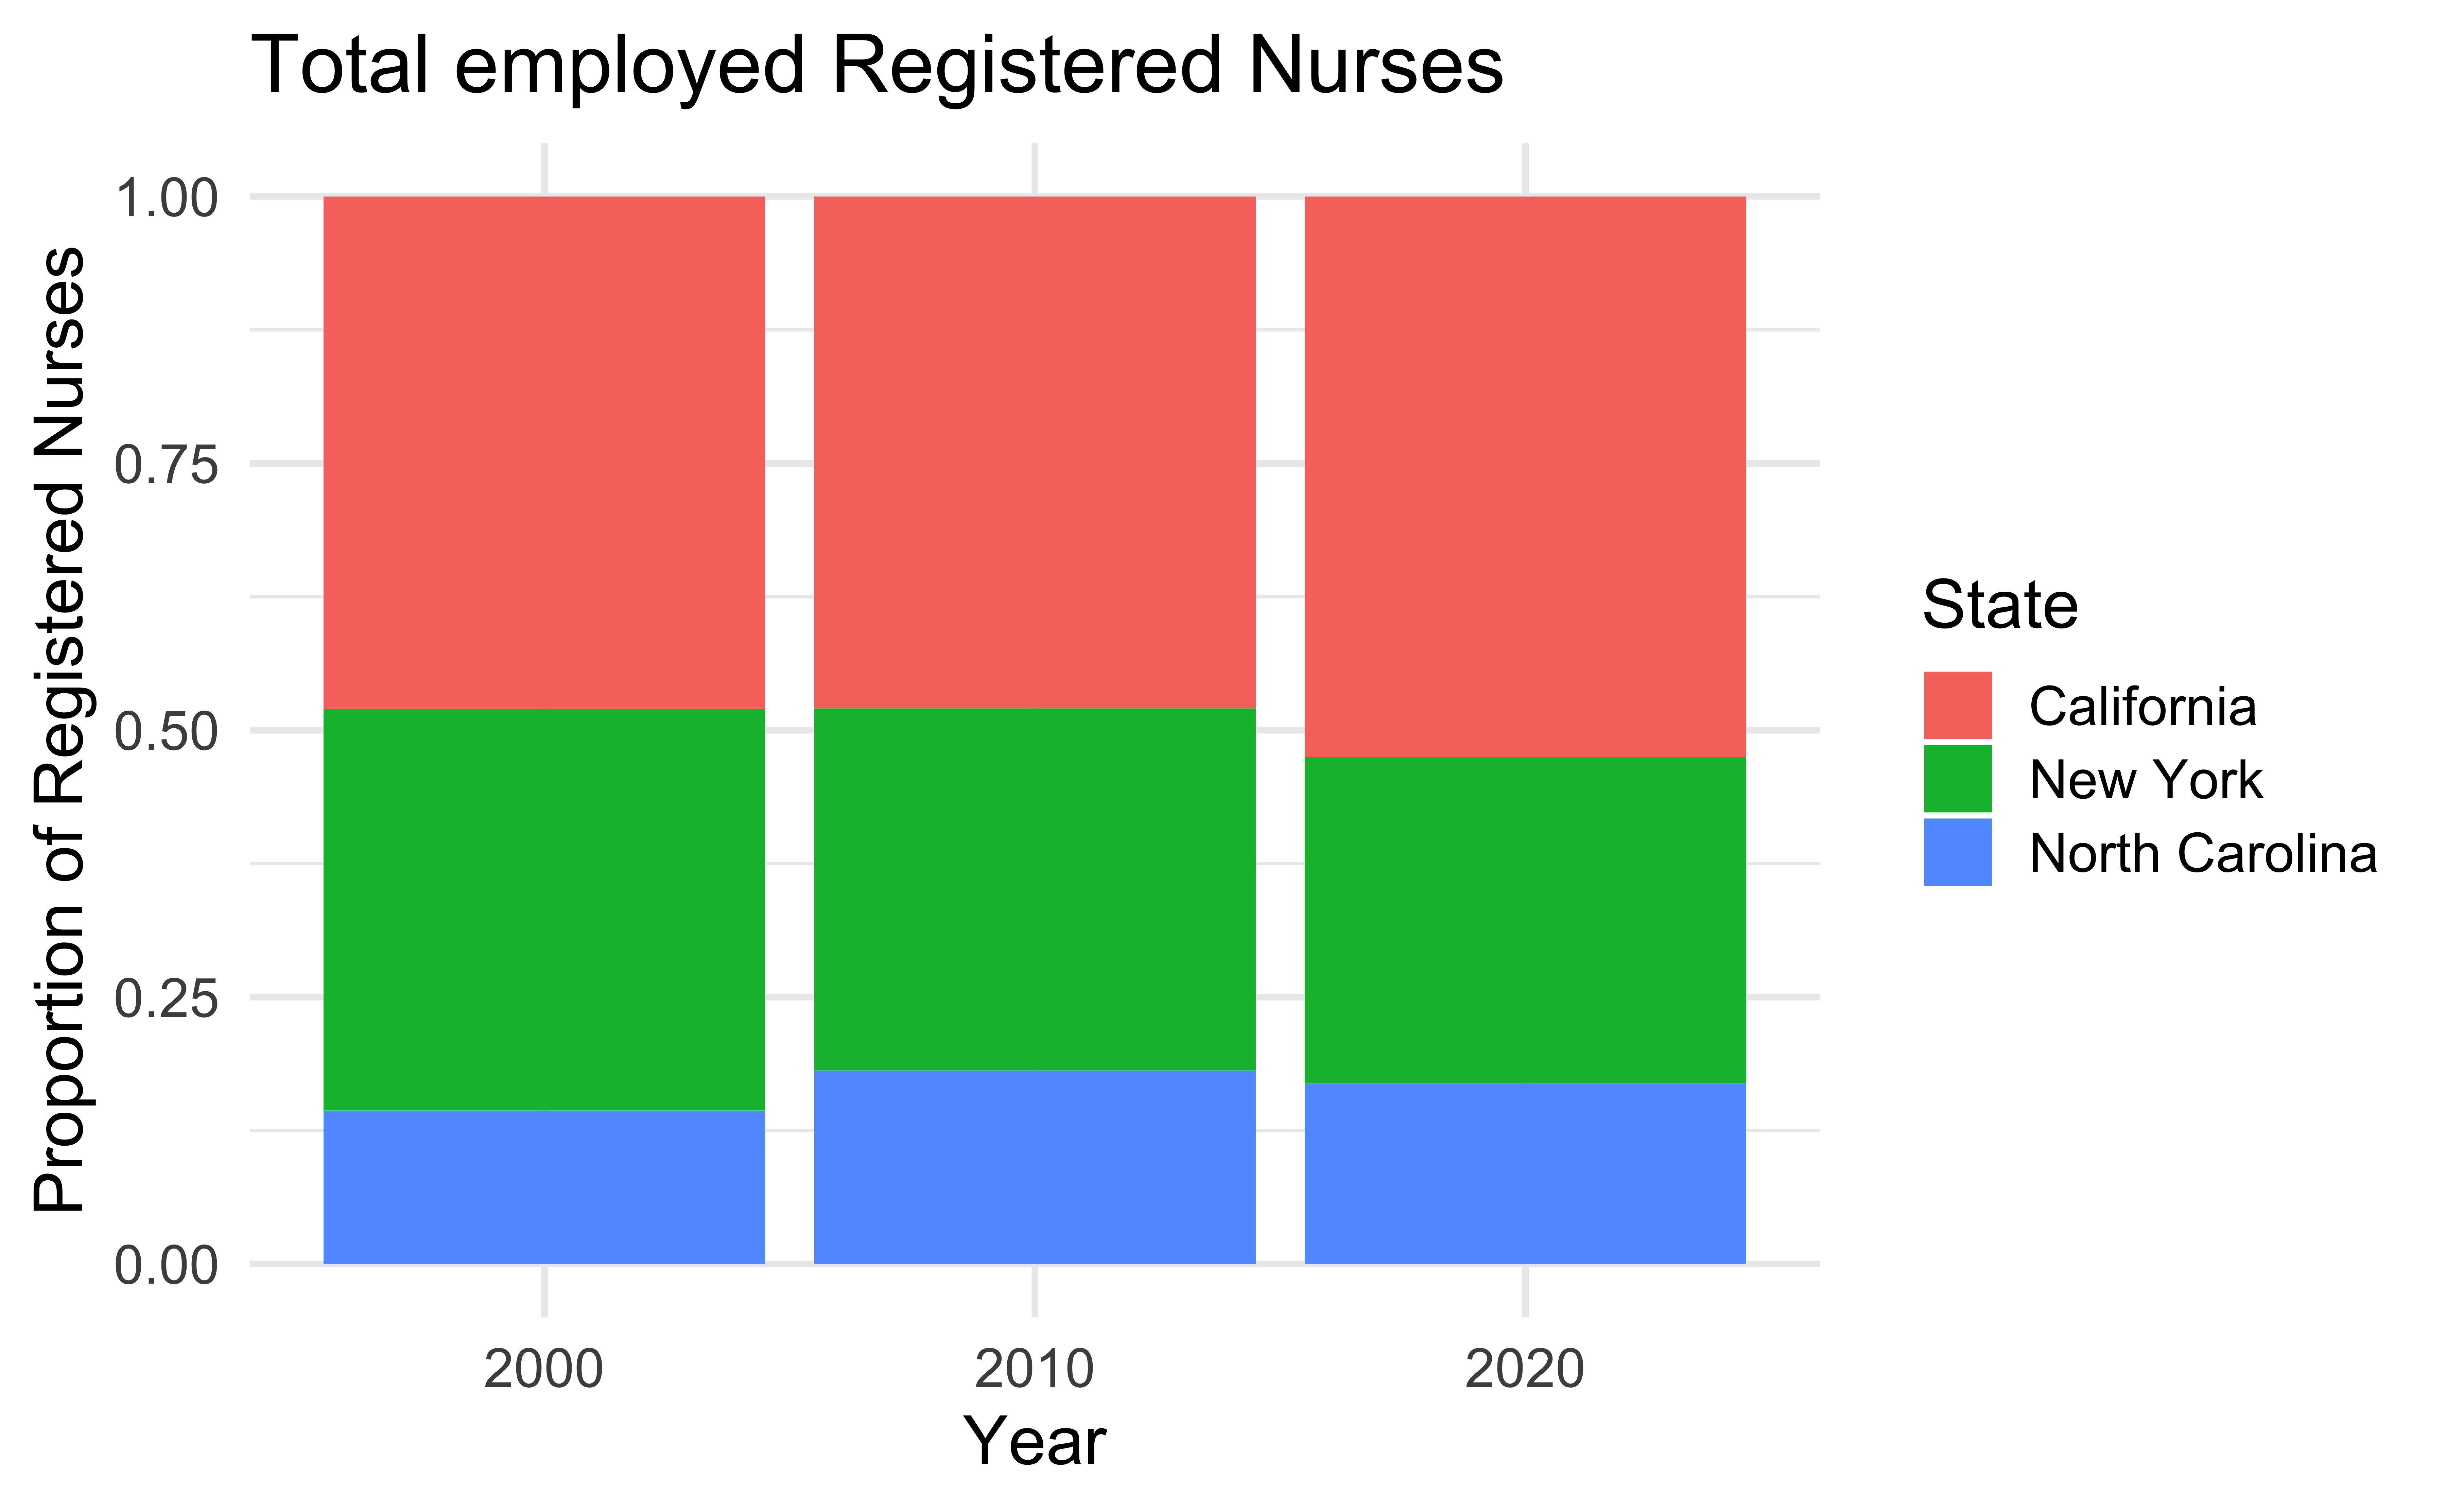 Total employed Registered Nurses
Proportion of Registered Nurses
1.00
0.75
0.50
0.25
0.00
2000
2010
2020
Year
State
California
New York
North Carolina